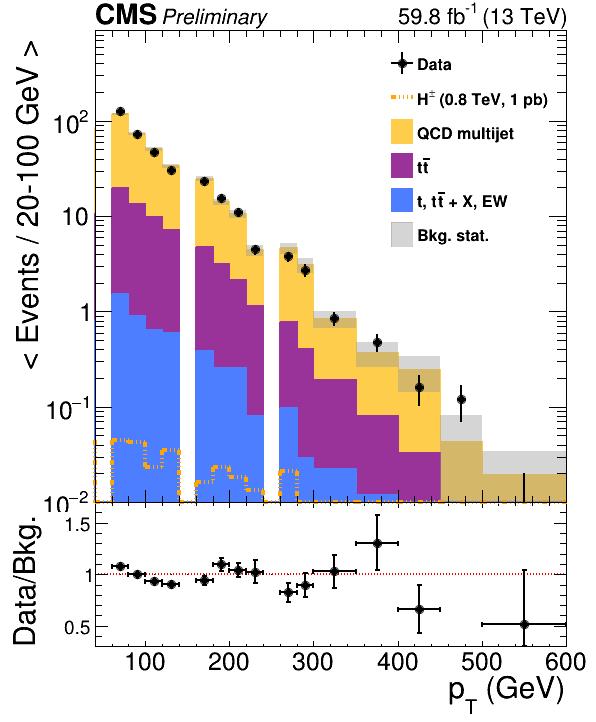 CMS Preliminary 59.8 fb⁻¹ (13 TeV)
< Events / 20-100 GeV >
10²
10
1
10⁻¹
10⁻²
Data
H± (0.8 TeV, 1 pb)
QCD multijet
tt̄
t, tt̄ + X, EW
Bkg. stat.
Data/Bkg.
1.5
1
0.5
100 200 300 400 500 600
p_T (GeV)